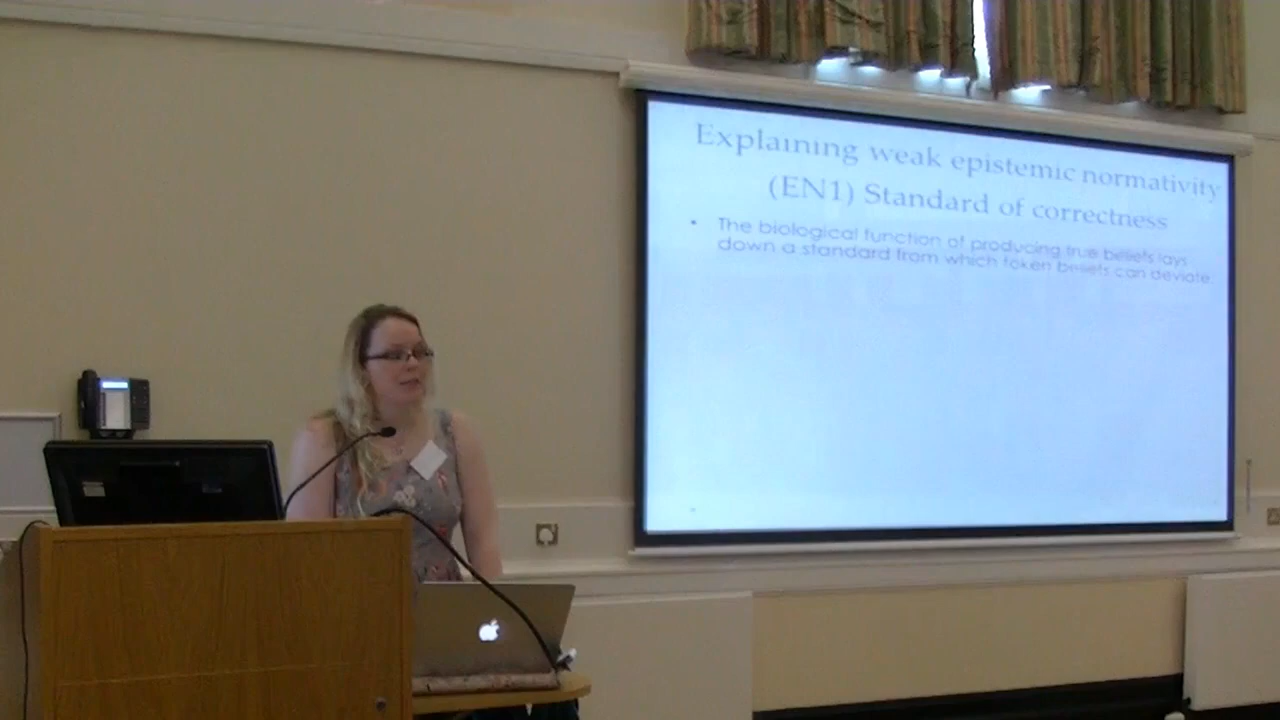 Explaining weak epistemic normativity
(EN1) Standard of correctness
• The biological function of producing true beliefs lays
down a standard from which token beliefs can deviate.